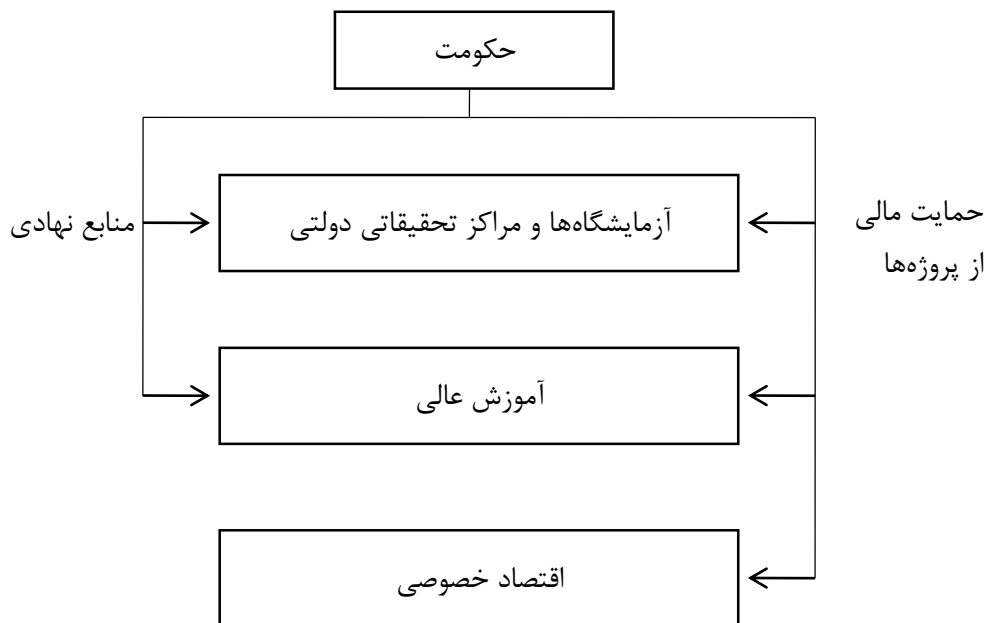 حکومت
آزمایشگاه‌ها و مراکز تحقیقاتی دولتی
منابع نهادی
حمایت مالی
از پروژه‌ها
آموزش عالی
اقتصاد خصوصی